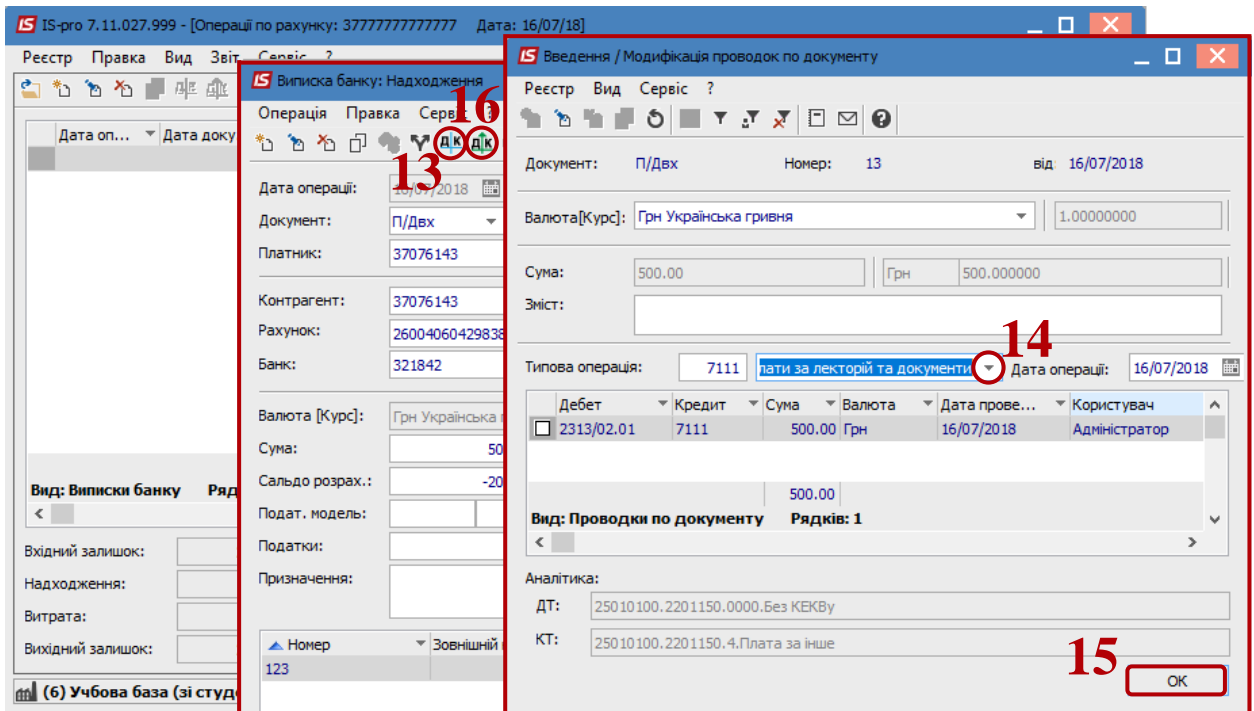 IS-pro 7.11.027.999 - [Операції по рахунку: 37777777777777 Дата: 16/07/18]
Реєстр Правка Вид Звіт Сервіс ?
Дата оп... Дата доку
Вид: Виписки банку Ряд
Вхідний залишок:
Надходження:
Витрата:
Вихідний залишок:
(6) Учбова база (зі студ
Виписка банку: Надходження
Операція Правка Сервіс ?
16
13
Дата операції: 16/07/2018
Документ: П/Двх
Платник: 37076143
Контрагент: 37076143
Рахунок: 26004060429838
Банк: 321842
Валюта [Курс]: Грн Українська
Сума: 50
Сальдо розрах.: -20
Подат. модель:
Податки:
Призначення:
Номер Зовнішній
123
Введення / Модифікація проводок по документу
Реєстр Вид Сервіс ?
Документ: П/Двх Номер: 13 від 16/07/2018
Валюта[Курс]: Грн Українська гривня 1.00000000
Сума: 500.00 Грн 500.000000
Зміст:
14
Типова операція: 7111 лати за лекторій та документи Дата операції: 16/07/2018
Дебет Кредит Сума Валюта Дата прове... Користувач
2313/02.01 7111 500.00 Грн 16/07/2018 Адміністратор
500.00
Вид: Проводки по документу Рядків: 1
Аналітика:
ДТ: 25010100.2201150.0000.Без КЕКВу
КТ: 25010100.2201150.4.Плата за інше
15
ОК